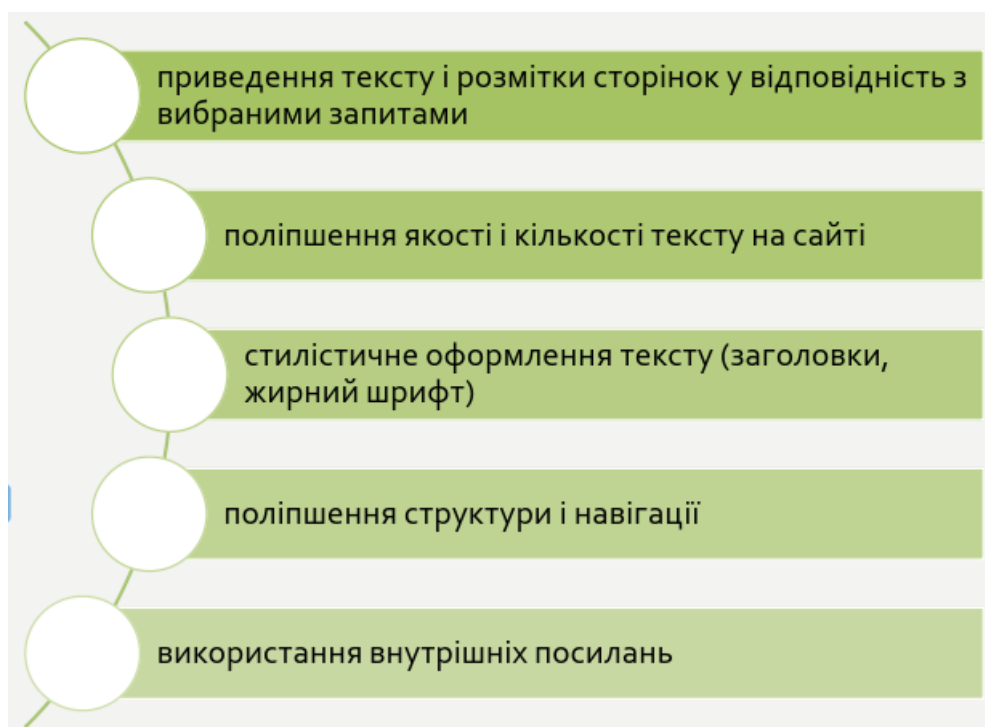 приведення тексту і розмітки сторінок у відповідність з
вибраними запитами
поліпшення якості і кількості тексту на сайті
стилістичне оформлення тексту (заголовки,
жирний шрифт)
поліпшення структури і навігації
використання внутрішніх посилань